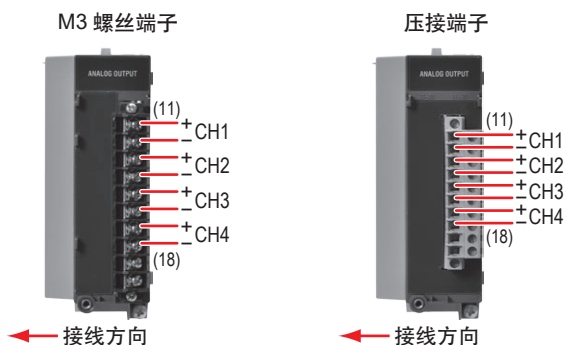 M3 螺丝端子
ANALOG OUTPUT
(11)
+
CH1
−
+
CH2
−
+
CH3
−
+
CH4
−
(18)
接线方向
压接端子
ANALOG OUTPUT
(11)
+
CH1
−
+
CH2
−
+
CH3
−
+
CH4
−
(18)
接线方向